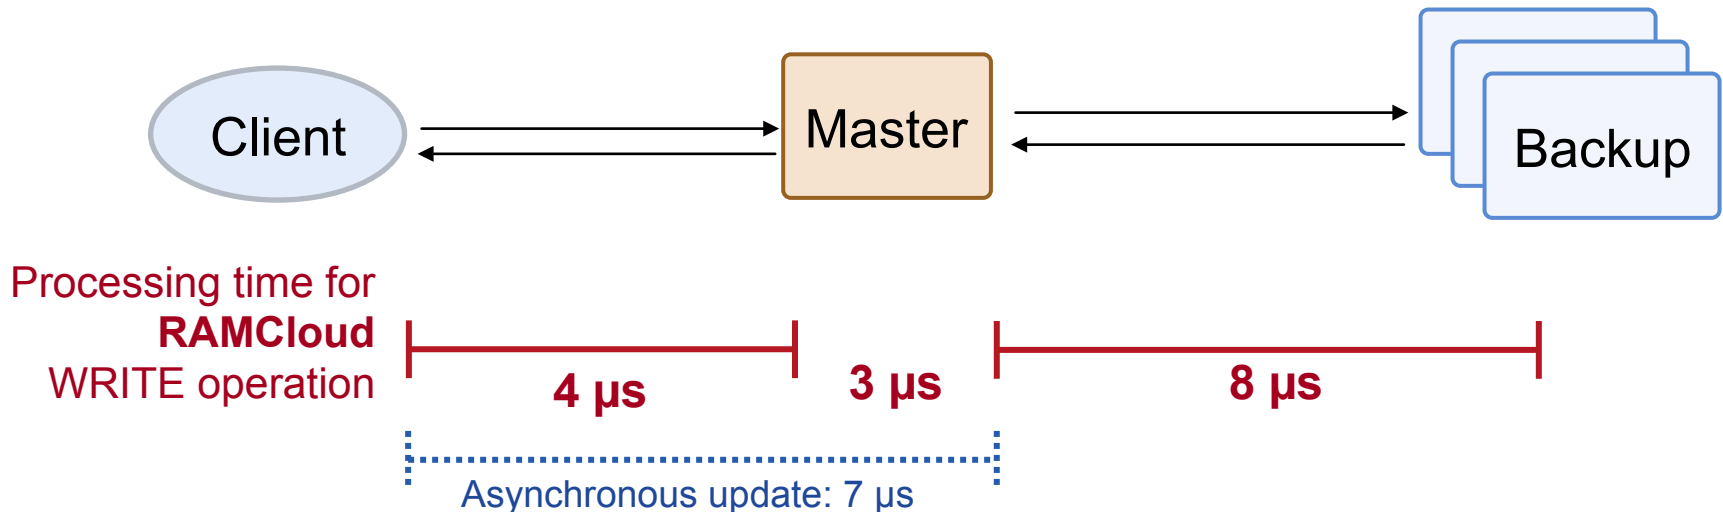 Client
Master
Backup
Processing time for
RAMCloud
WRITE operation
4 µs
3 µs
8 µs
Asynchronous update: 7 µs